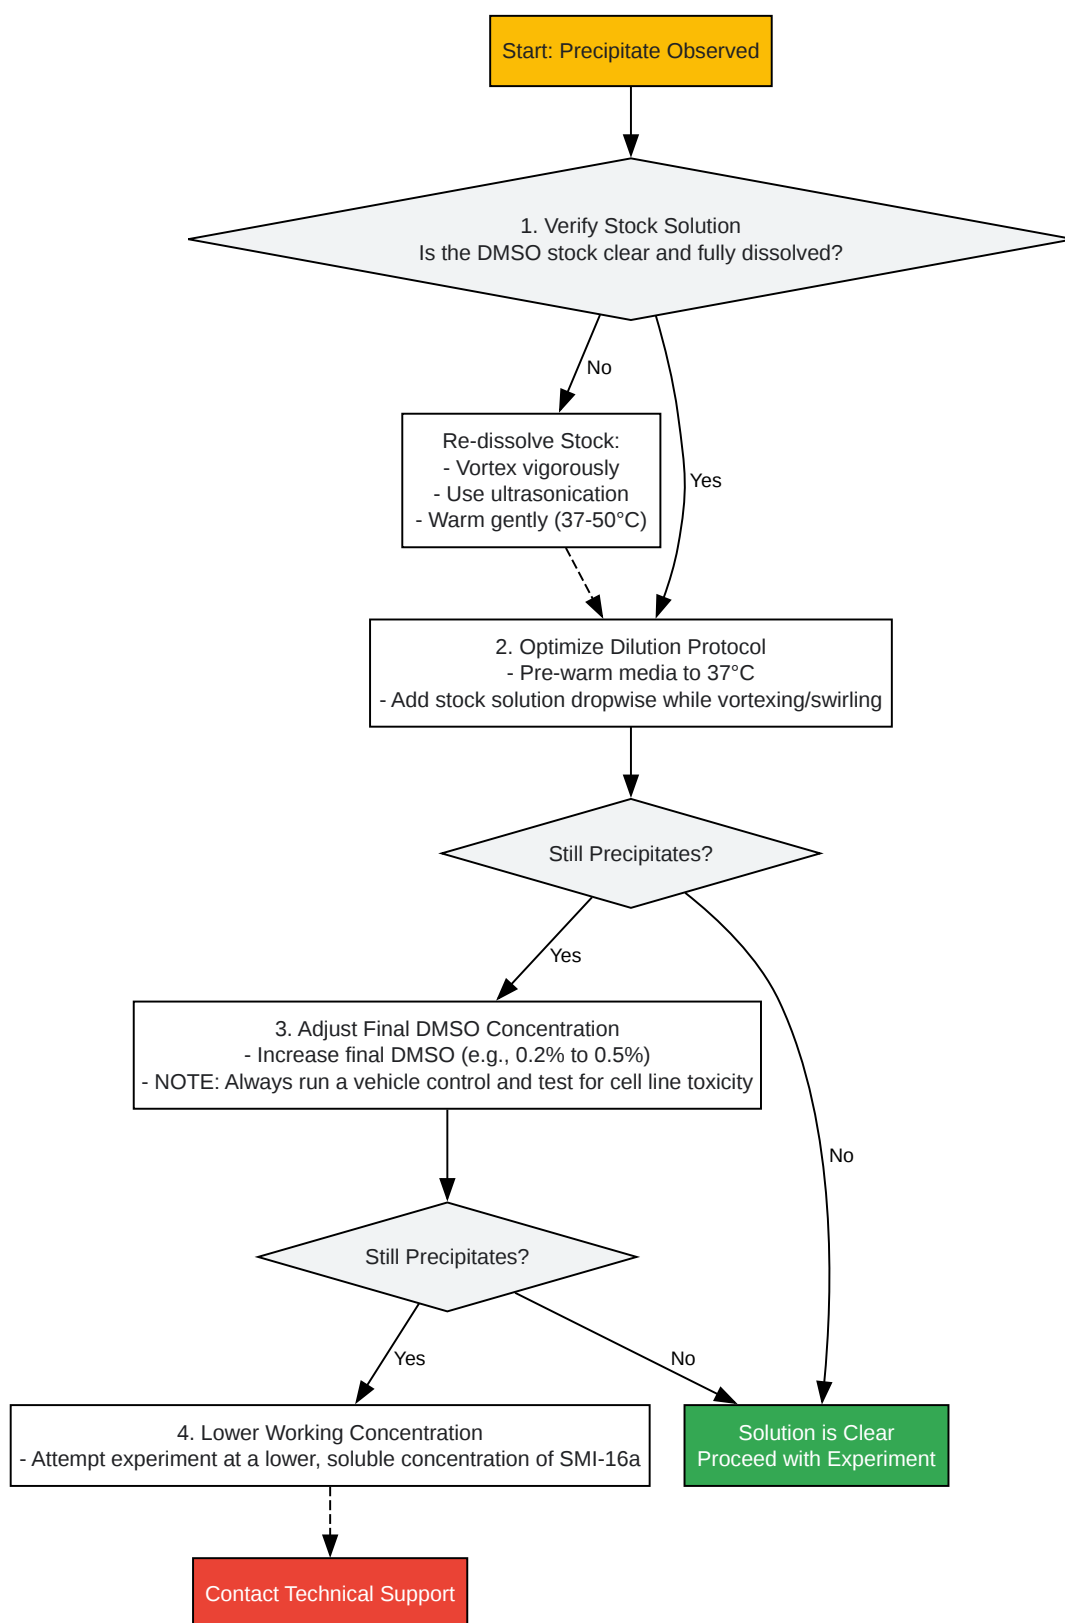 Start: Precipitate Observed
1. Verify Stock Solution
Is the DMSO stock clear and fully dissolved?
No
Re-dissolve Stock:
- Vortex vigorously
- Use ultrasonication
- Warm gently (37-50°C)
Yes
2. Optimize Dilution Protocol
- Pre-warm media to 37°C
- Add stock solution dropwise while vortexing/swirling
Still Precipitates?
Yes
3. Adjust Final DMSO Concentration
- Increase final DMSO (e.g., 0.2% to 0.5%)
- NOTE: Always run a vehicle control and test for cell line toxicity
No
Still Precipitates?
Yes
No
4. Lower Working Concentration
- Attempt experiment at a lower, soluble concentration of SMI-16a
Solution is Clear
Proceed with Experiment
Contact Technical Support